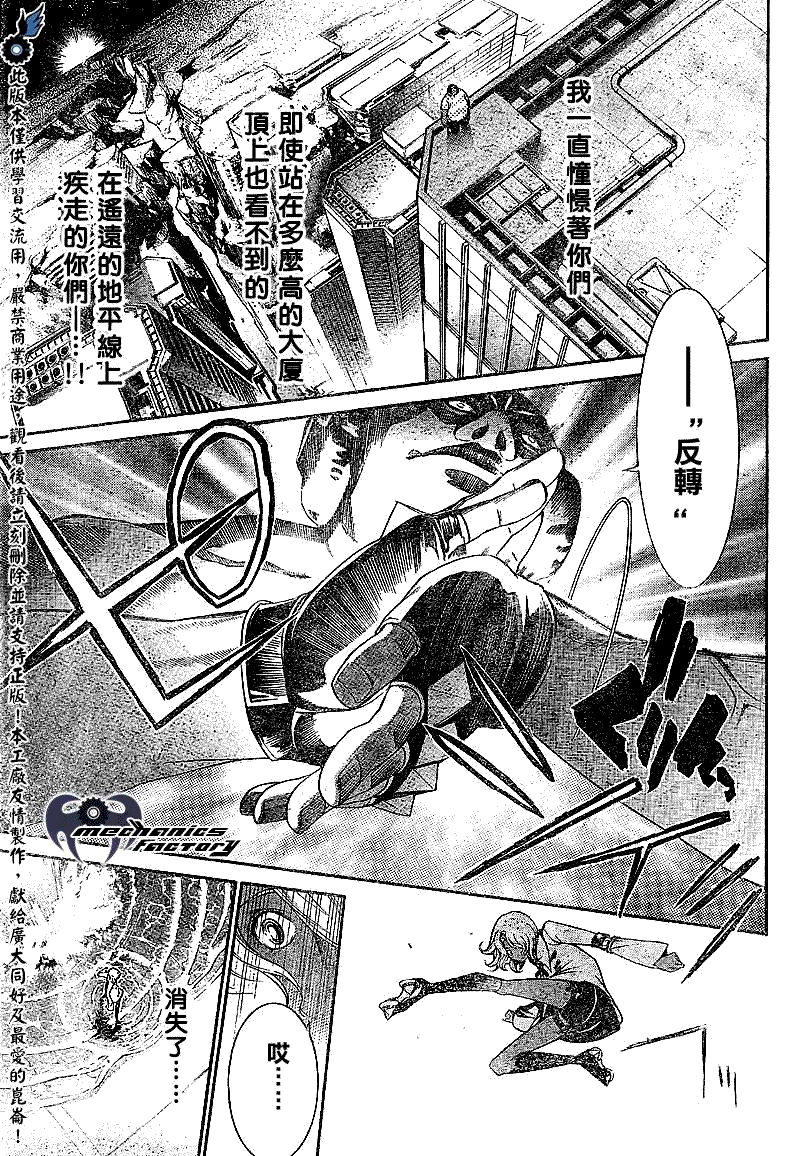 我一直憧憬著你們
即使站在多麼高的大廈
頂上也看不到的
在遙遠的地平線上
疾走的你們─…‥!!
──”反轉“
哎……
消失了……
mechanics
factory
此版本僅供學習交流用，嚴禁商業用途，觀看後請立刻刪除並請支持正版！本工廠友情製作，獻給廣大同好及最愛的崑崙！